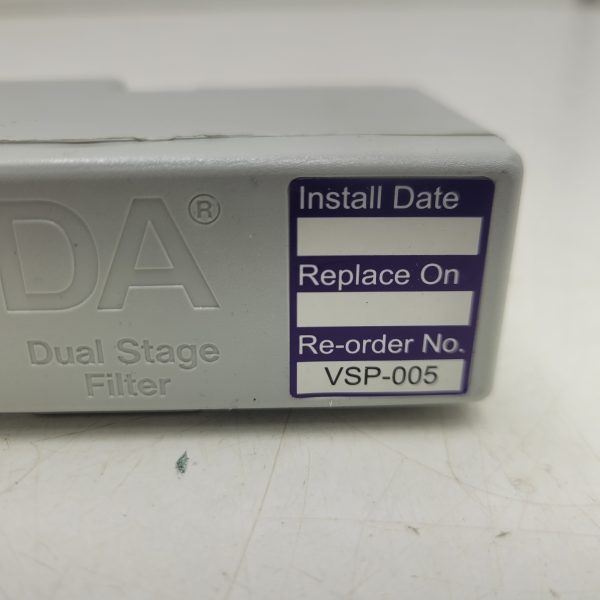 DA®
Dual Stage
Filter
Install Date
Replace On
Re-order No.
VSP-005